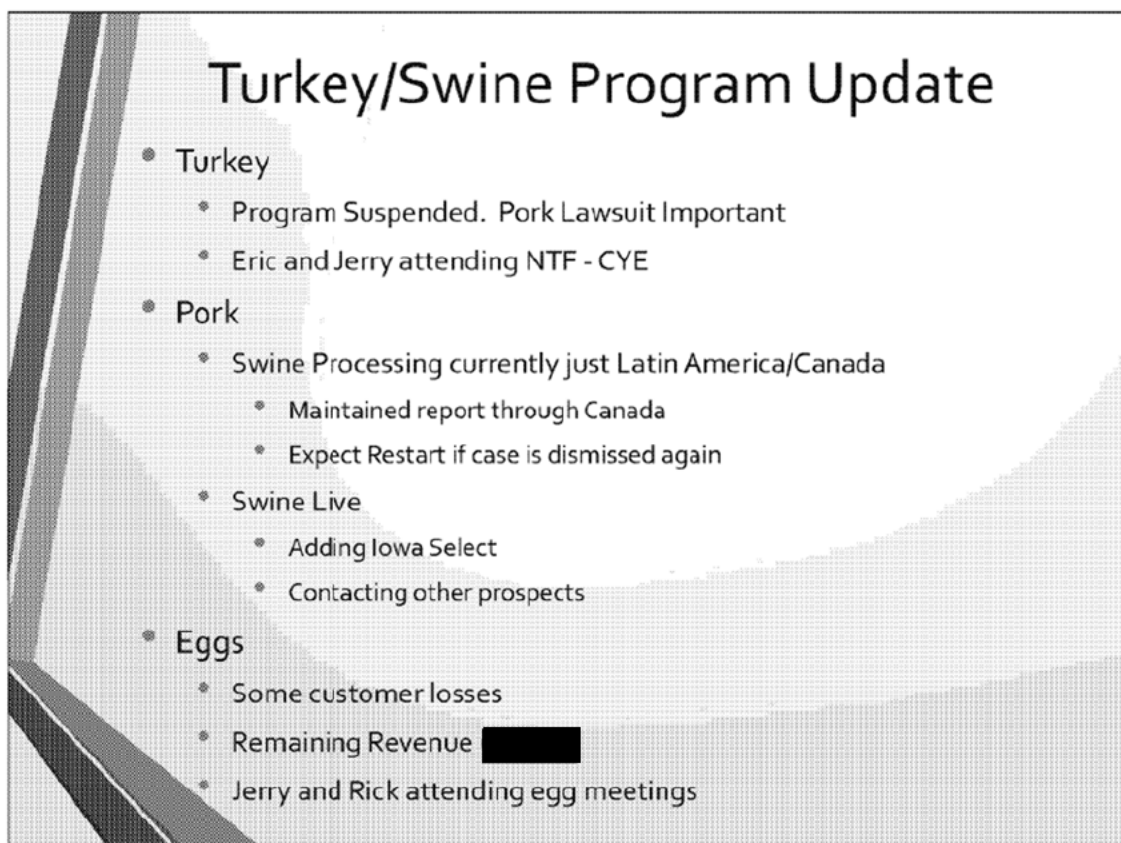 Turkey/Swine Program Update
Turkey
Program Suspended. Pork Lawsuit Important
Eric and Jerry attending NTF - CYE
Pork
Swine Processing currently just Latin America/Canada
Maintained report through Canada
Expect Restart if case is dismissed again
Swine Live
Adding Iowa Select
Contacting other prospects
Eggs
Some customer losses
Remaining Revenue
Jerry and Rick attending egg meetings